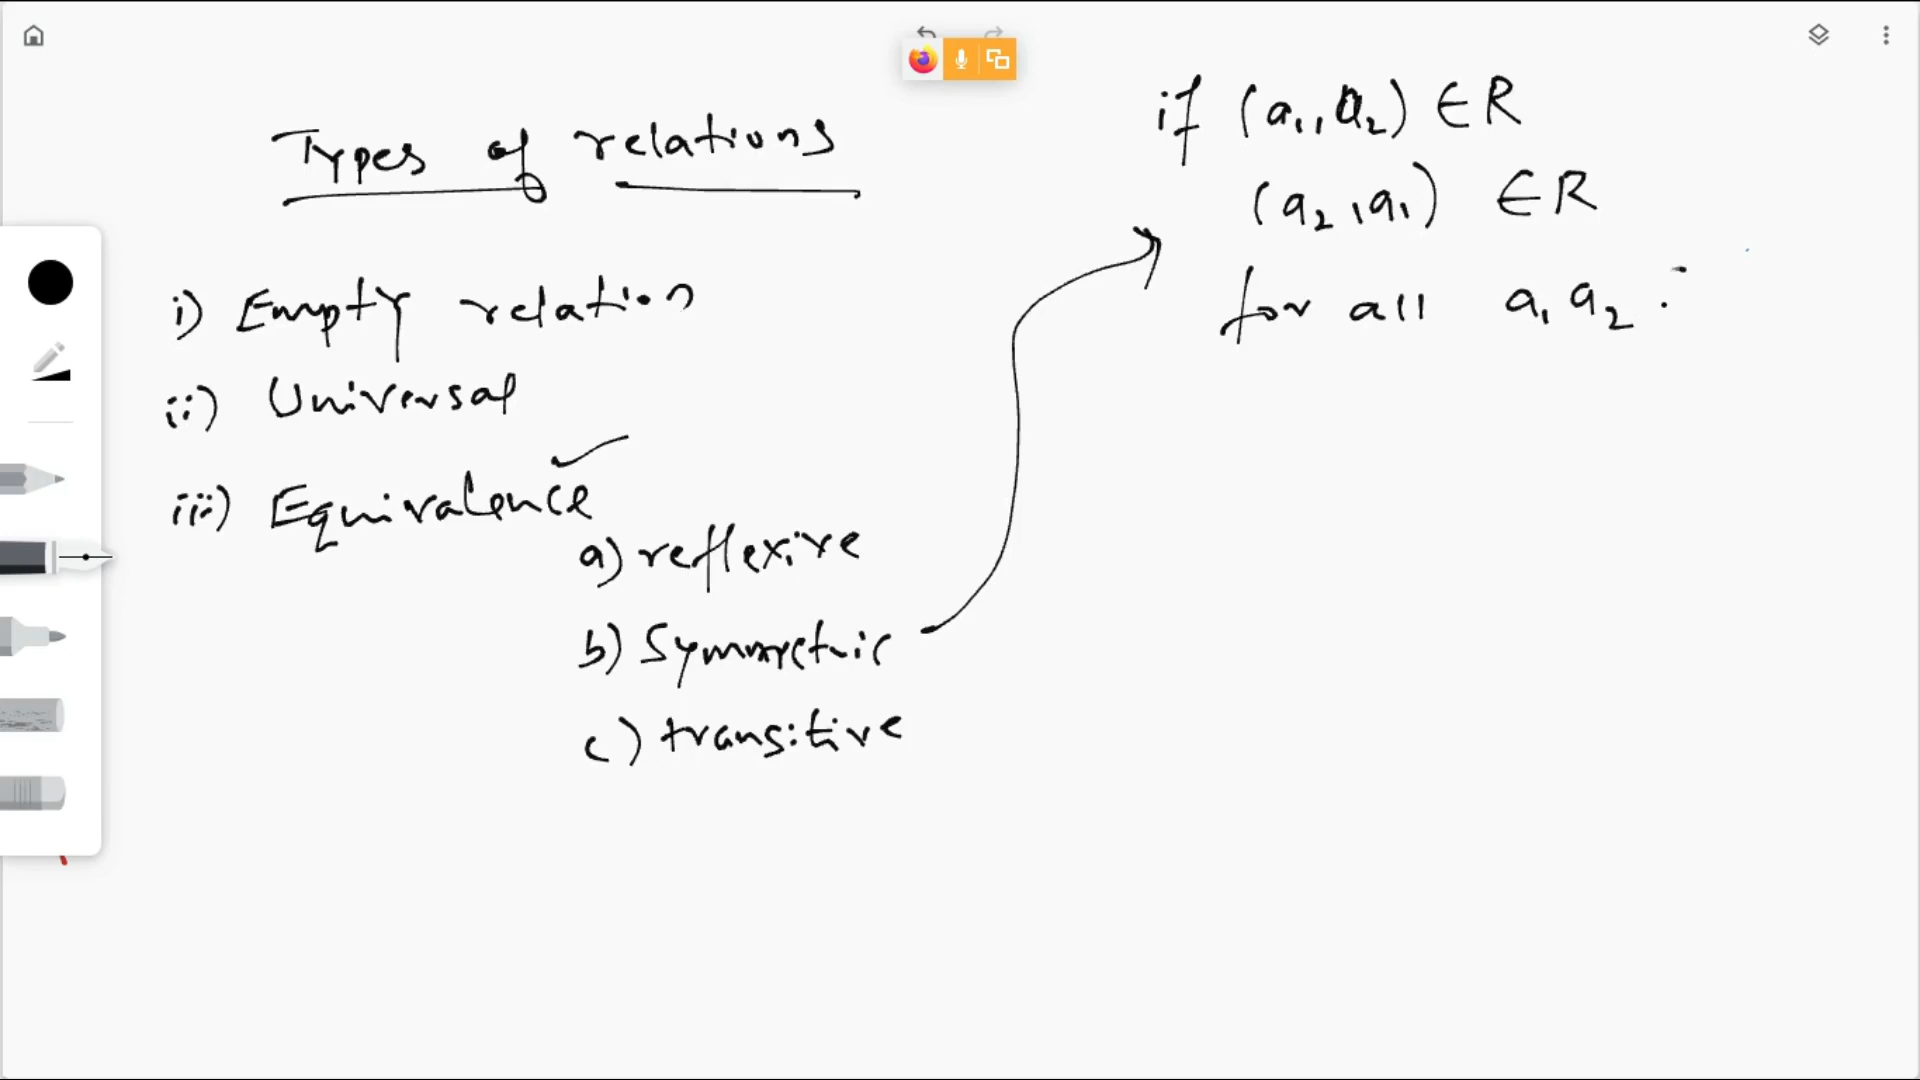 Types of relations
i) Empty relation
ii) Universal
iii) Equivalence
a) reflexive
b) Symmetric
c) transitive
if (a₁, a₂) ∈ R
(a₂, a₁) ∈ R
for all a₁ a₂